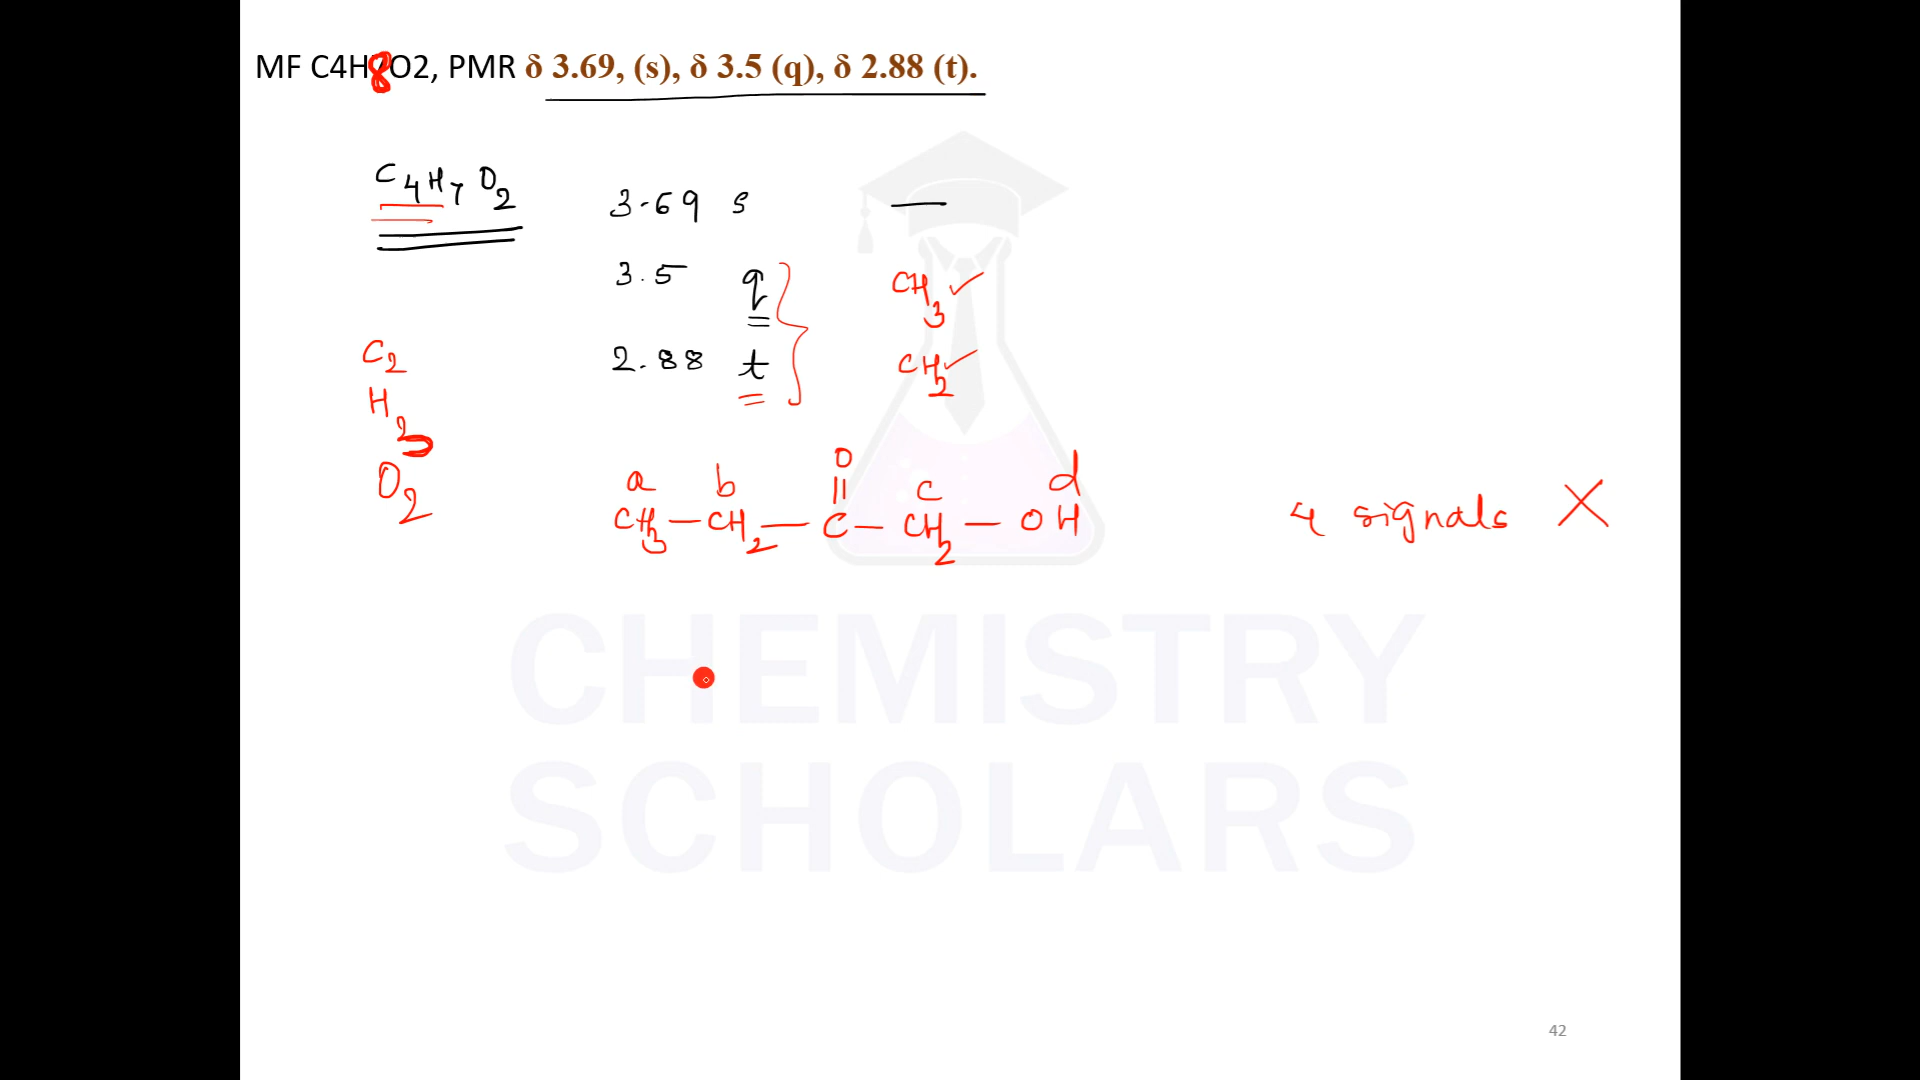 MF C4H8O2, PMR δ 3.69, (s), δ 3.5 (q), δ 2.88 (t).
C4H7O2 3.69 s —
3.5 q CH3 ✓
2.88 t CH2 ✓
C2
H3
O2
O
a b c d
CH3 — CH2 — C — CH2 — OH 4 signals X
CHEMISTRY
SCHOLARS
42